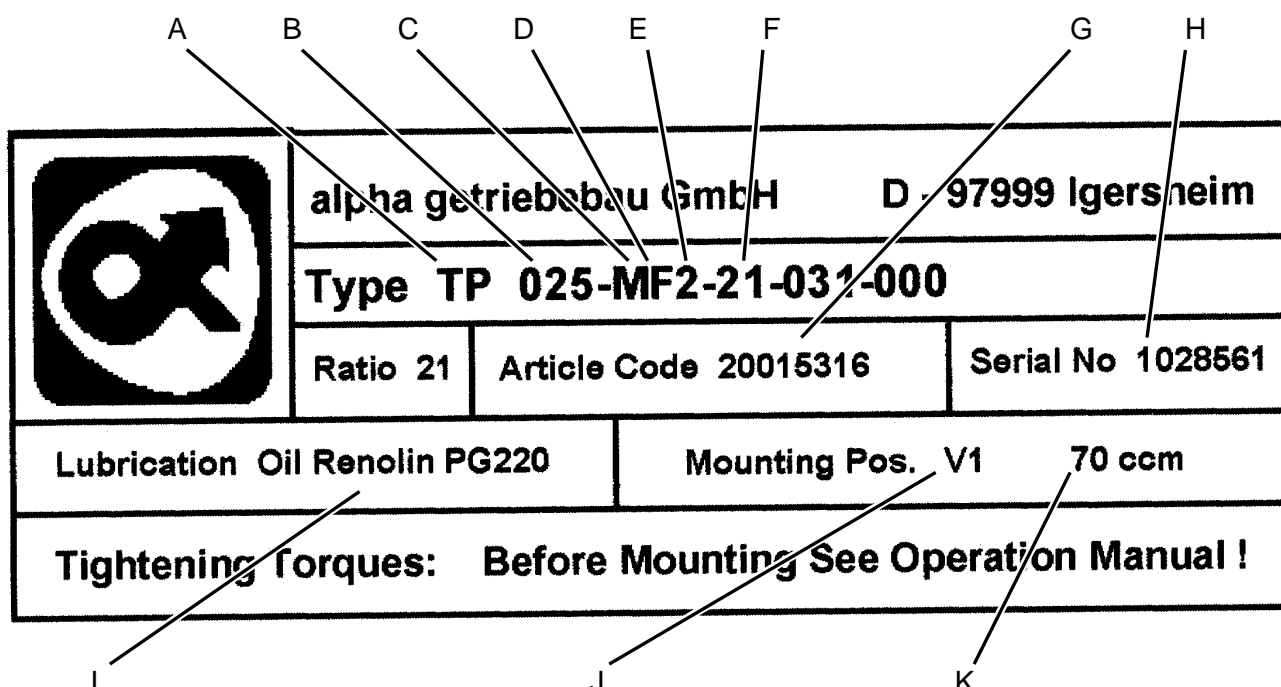 A B C D E F G H
alpha getriebebau GmbH D - 97999 Igersheim
Type TP 025-MF2-21-031-000
Ratio 21 Article Code 20015316 Serial No 1028561
Lubrication Oil Renolin PG220 Mounting Pos. V1 70 ccm
Tightening Torques: Before Mounting See Operation Manual !
I J K